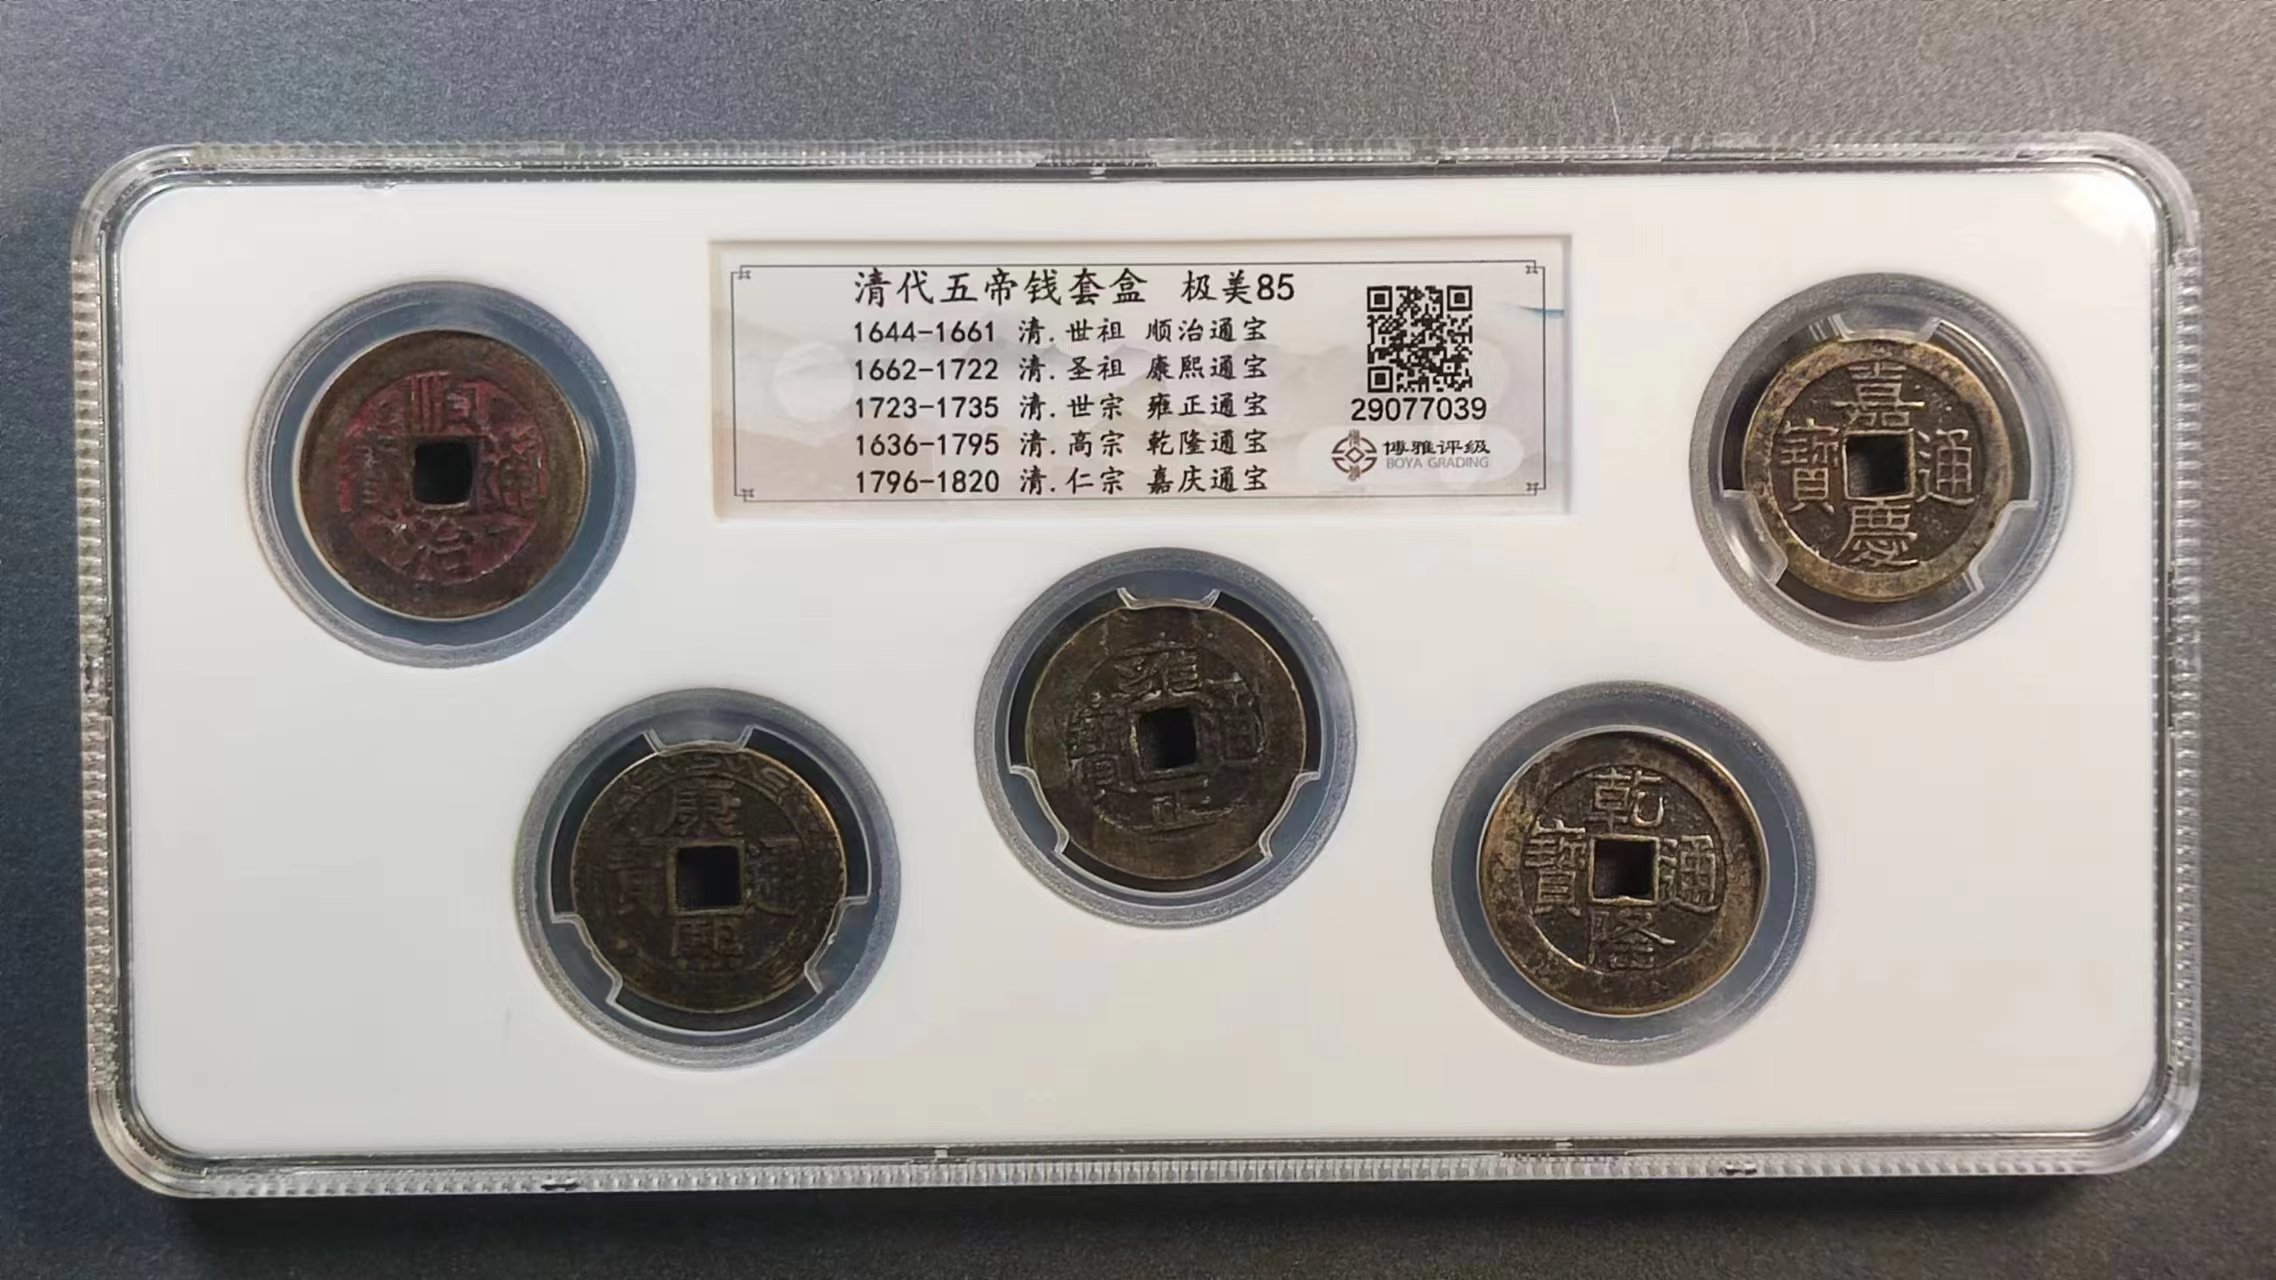 清代五帝钱套盒 极美85
1644-1661 清.世祖 顺治通宝
1662-1722 清.圣祖 康熙通宝
1723-1735 清.世宗 雍正通宝
1636-1795 清.高宗 乾隆通宝
1796-1820 清.仁宗 嘉庆通宝
29077039
博雅评级
BOYA GRADING
順治通寶
康熙通寶
雍正通寶
乾隆通寶
嘉慶通寶